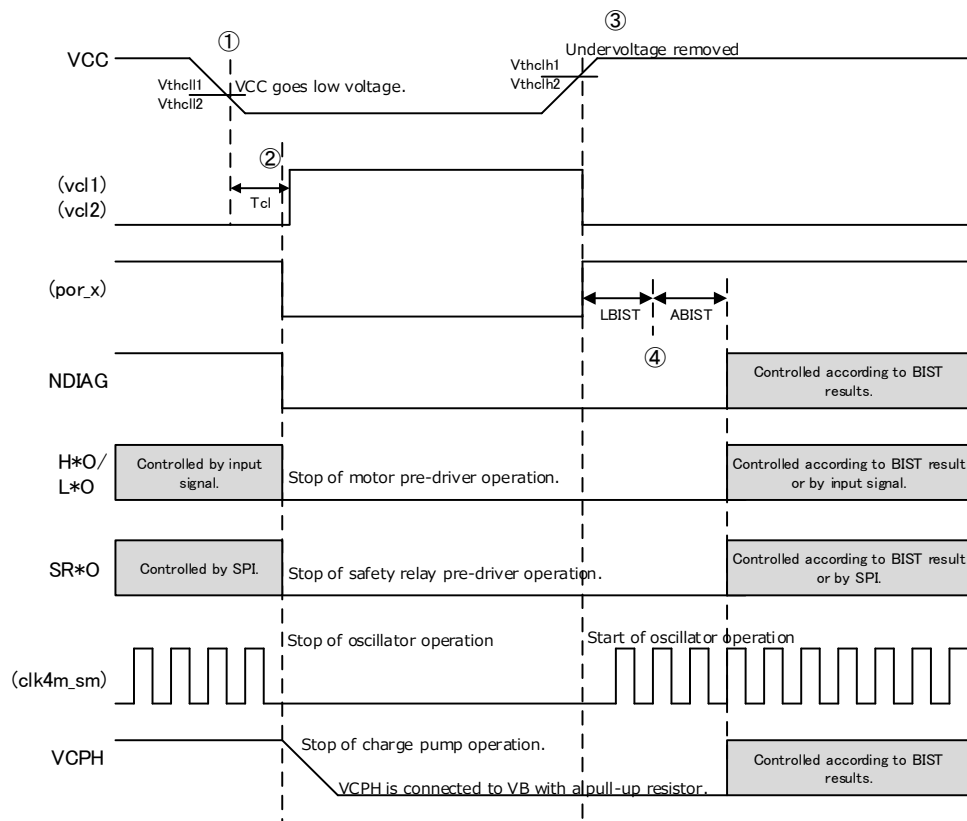 ①
③
VCC
Undervoltage removed
Vthcll1
Vthcll2
VCC goes low voltage.
Vthclh1
Vthclh2
②
(vcl1)
(vcl2)
Tcl
(por_x)
LBIST
ABIST
④
NDIAG
Controlled according to BIST
results.
H*O/
L*O
Controlled by input
signal.
Stop of motor pre-driver operation.
Controlled according to BIST result
or by input signal.
SR*O
Controlled by SPI.
Stop of safety relay pre-driver operation.
Controlled according to BIST result
or by SPI.
Stop of oscillator operation
Start of oscillator operation
(clk4m_sm)
VCPH
Stop of charge pump operation.
VCPH is connected to VB with a pull-up resistor.
Controlled according to BIST
results.